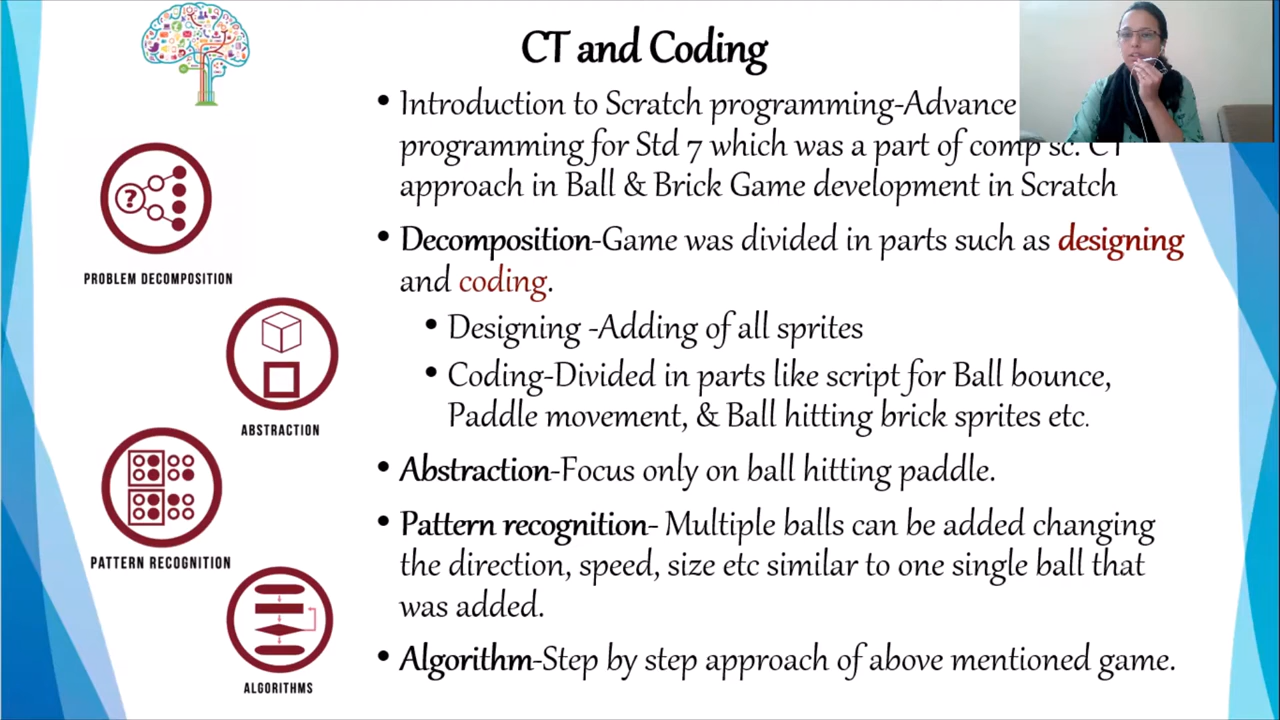 CT and Coding
• Introduction to Scratch programming-Advance
programming for Std 7 which was a part of comp sc. CT
approach in Ball & Brick Game development in Scratch
• Decomposition-Game was divided in parts such as designing
and coding.
• Designing -Adding of all sprites
• Coding-Divided in parts like script for Ball bounce,
Paddle movement, & Ball hitting brick sprites etc.
• Abstraction-Focus only on ball hitting paddle.
• Pattern recognition- Multiple balls can be added changing
the direction, speed, size etc similar to one single ball that
was added.
• Algorithm-Step by step approach of above mentioned game.
?
PROBLEM DECOMPOSITION
ABSTRACTION
PATTERN RECOGNITION
ALGORITHMS